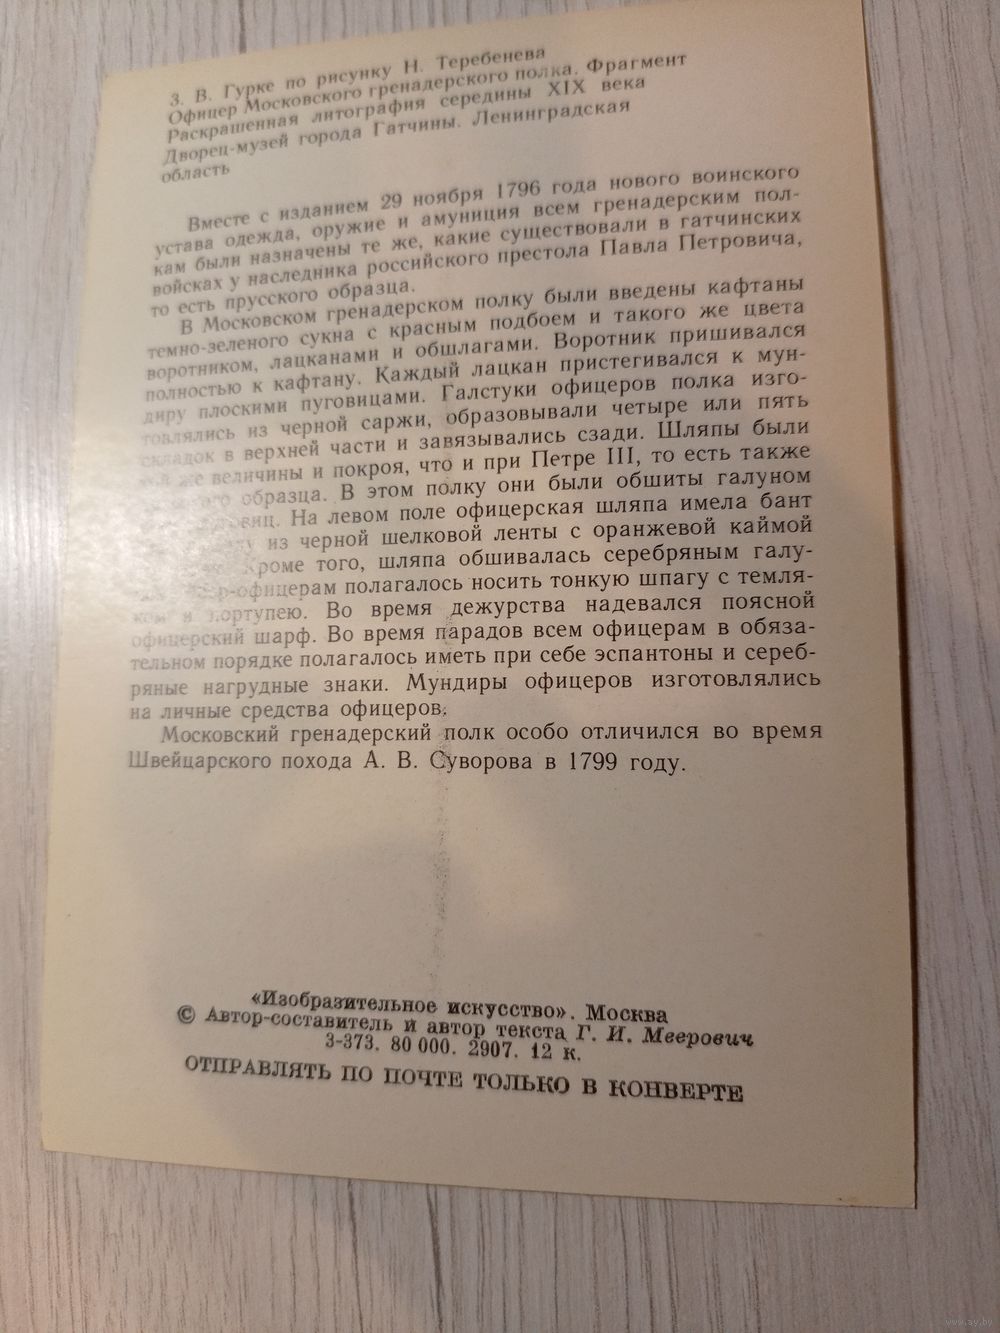 3. В. Гурке по рисунку Н. Теребенева
Офицер Московского гренадерского полка. Фрагмент
Раскрашенная литография середины XIX века
Дворец-музей города Гатчины. Ленинградская
область
Вместе с изданием 29 ноября 1796 года нового воинского
устава одежда, оружие и амуниция всем гренадерским пол-
кам были назначены те же, какие существовали в гатчинских
войсках у наследника российского престола Павла Петровича,
то есть прусского образца.
В Московском гренадерском полку были введены кафтаны
темно-зеленого сукна с красным подбоем и такого же цвета
воротником, лацканами и обшлагами. Воротник пришивался
полностью к кафтану. Каждый лацкан пристегивался к мун-
диру плоскими пуговицами. Галстуки офицеров полка изго-
товлялись из черной саржи, образовывали четыре или пять
складок в верхней части и завязывались сзади. Шляпы были
же величины и покроя, что и при Петре III, то есть также
образца. В этом полку они были обшиты галуном
На левом поле офицерская шляпа имела бант
из черной шелковой ленты с оранжевой каймой
Кроме того, шляпа обшивалась серебряным галу-
офицерам полагалось носить тонкую шпагу с темля-
ком и портупею. Во время дежурства надевался поясной
офицерский шарф. Во время парадов всем офицерам в обяза-
тельном порядке полагалось иметь при себе эспантоны и сереб-
ряные нагрудные знаки. Мундиры офицеров изготовлялись
на личные средства офицеров.
Московский гренадерский полк особо отличился во время
Швейцарского похода А. В. Суворова в 1799 году.
«Изобразительное искусство». Москва
© Автор-составитель и автор текста Г. И. Меерович
3-373. 80 000. 2907. 12 к.
ОТПРАВЛЯТЬ ПО ПОЧТЕ ТОЛЬКО В КОНВЕРТЕ
www.ay.by